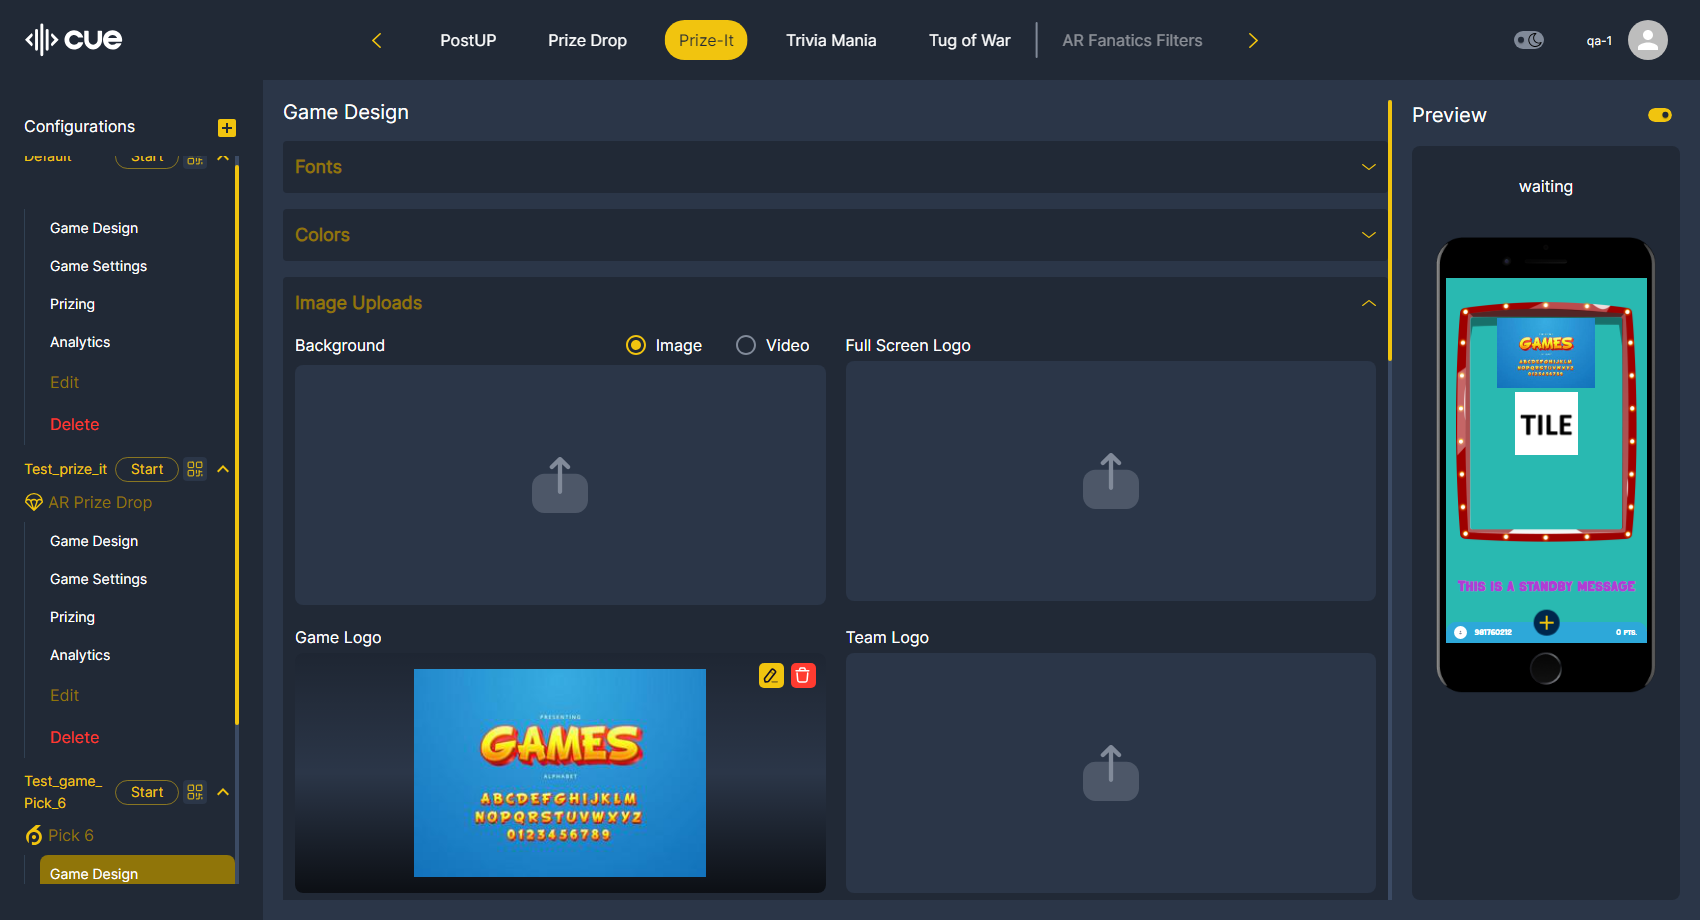 cue
PostUP
Prize Drop
Prize-It
Trivia Mania
Tug of War
AR Fanatics Filters
qa-1
Configurations
Default
Start
Game Design
Game Settings
Prizing
Analytics
Edit
Delete
Test_prize_it
Start
AR Prize Drop
Game Design
Game Settings
Prizing
Analytics
Edit
Delete
Test_game_
Pick_6
Start
Pick 6
Game Design
Game Design
Fonts
Colors
Image Uploads
Background
Image
Video
Full Screen Logo
Game Logo
Team Logo
PRESENTING
GAMES
ALPHABET
ABCDEFGHIJKLM
NOPQRSTUVWXYZ
0123456789
Preview
waiting
GAMES
ABCDEFGHIJKLM
NOPQRSTUVWXYZ
0123456789
TILE
THIS IS A STANDBY MESSAGE
981760212
0 PTS.